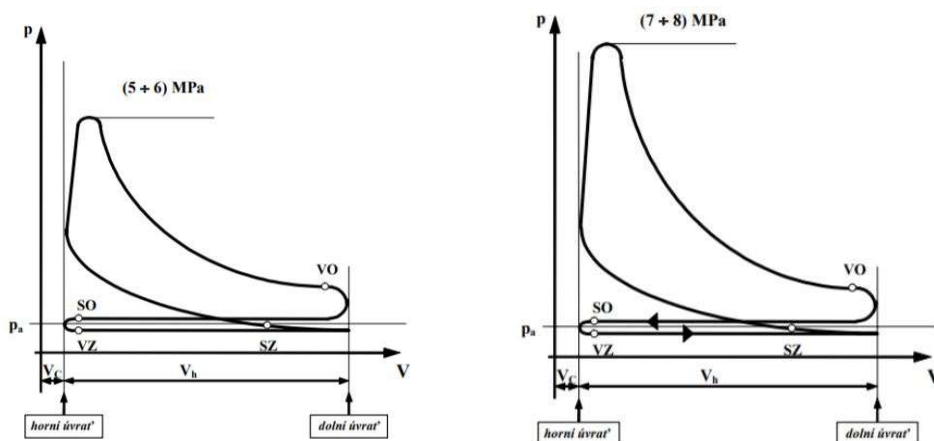 p
(5 ÷ 6) MPa
VO
SO
pa
VZ
SZ
V
VC
Vh
horní úvrať
dolní úvrať
p
(7 ÷ 8) MPa
VO
SO
pa
VZ
SZ
V
VC
Vh
horní úvrať
dolní úvrať